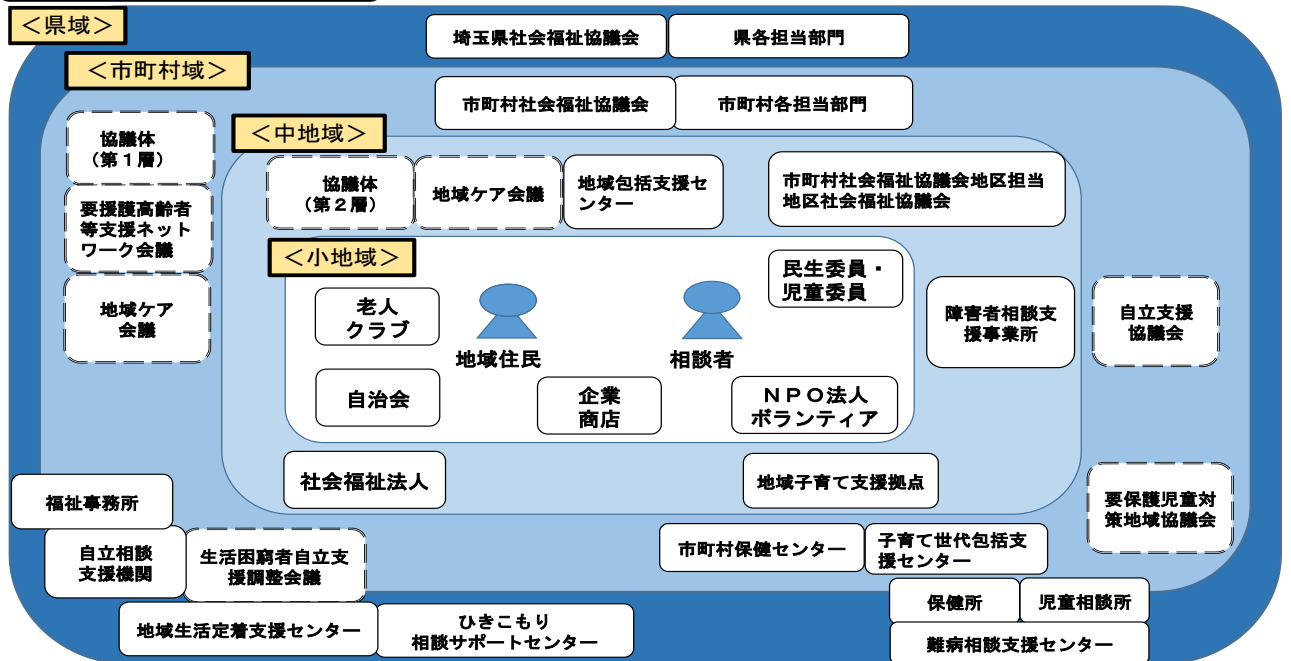 ＜県域＞
埼玉県社会福祉協議会
県各担当部門
＜市町村域＞
市町村社会福祉協議会
市町村各担当部門
協議体
（第１層）
要援護高齢者
等支援ネット
ワーク会議
地域ケア
会議
＜中地域＞
協議体
（第２層）
地域ケア会議
地域包括支援セ
ンター
市町村社会福祉協議会地区担当
地区社会福祉協議会
＜小地域＞
老人
クラブ
地域住民
相談者
民生委員・
児童委員
自治会
企業
商店
ＮＰＯ法人
ボランティア
障害者相談支
援事業所
自立支援
協議会
社会福祉法人
地域子育て支援拠点
要保護児童対
策地域協議会
福祉事務所
自立相談
支援機関
生活困窮者自立支
援調整会議
市町村保健センター
子育て世代包括支
援センター
地域生活定着支援センター
ひきこもり
相談サポートセンター
保健所
児童相談所
難病相談支援センター